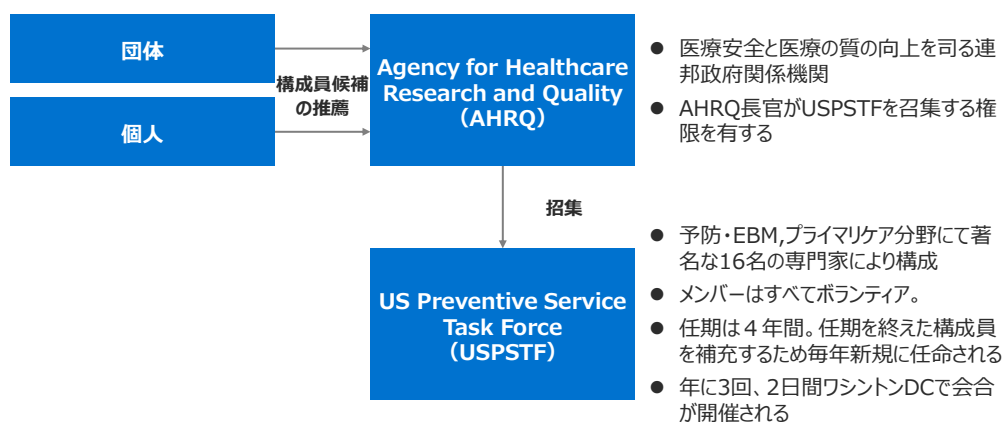 団体
構成員候補
の推薦
個人
Agency for Healthcare
Research and Quality
（AHRQ）
● 医療安全と医療の質の向上を司る連
邦政府関係機関
● AHRQ長官がUSPSTFを召集する権
限を有する
招集
US Preventive Service
Task Force
（USPSTF）
● 予防・EBM,プライマリケア分野にて著
名な16名の専門家により構成
● メンバーはすべてボランティア。
● 任期は４年間。任期を終えた構成員
を補充するため毎年新規に任命される
● 年に3回、2日間ワシントンDCで会合
が開催される